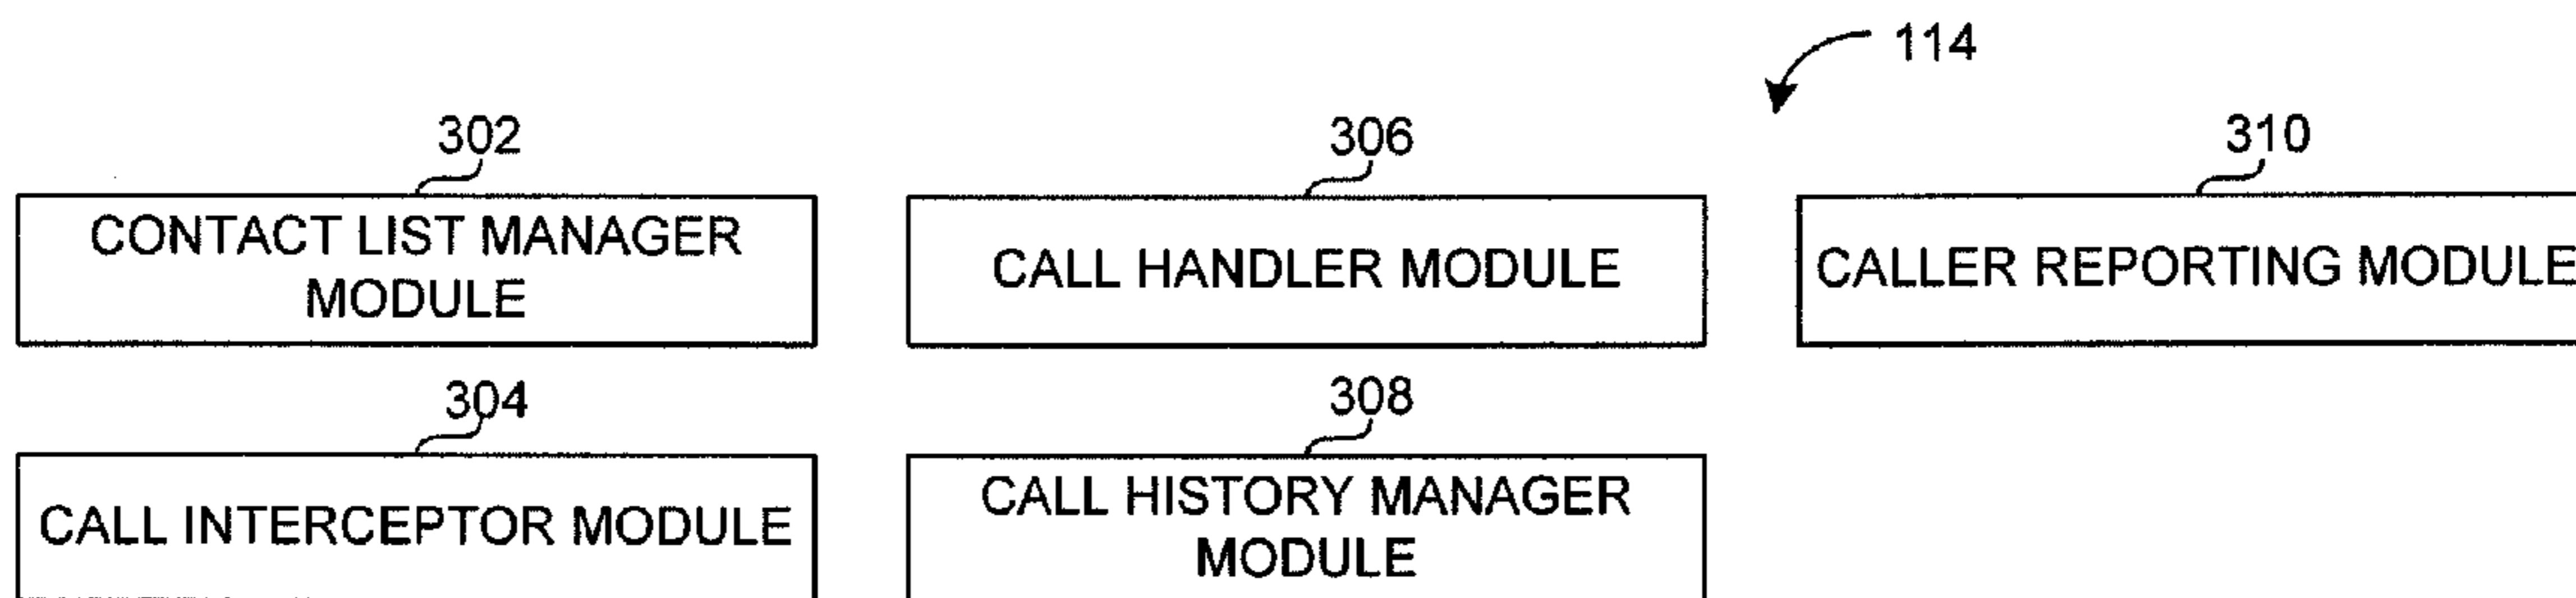 114
302
306
310
CONTACT LIST MANAGER
MODULE
CALL HANDLER MODULE
CALLER REPORTING MODULE
304
308
CALL INTERCEPTOR MODULE
CALL HISTORY MANAGER
MODULE